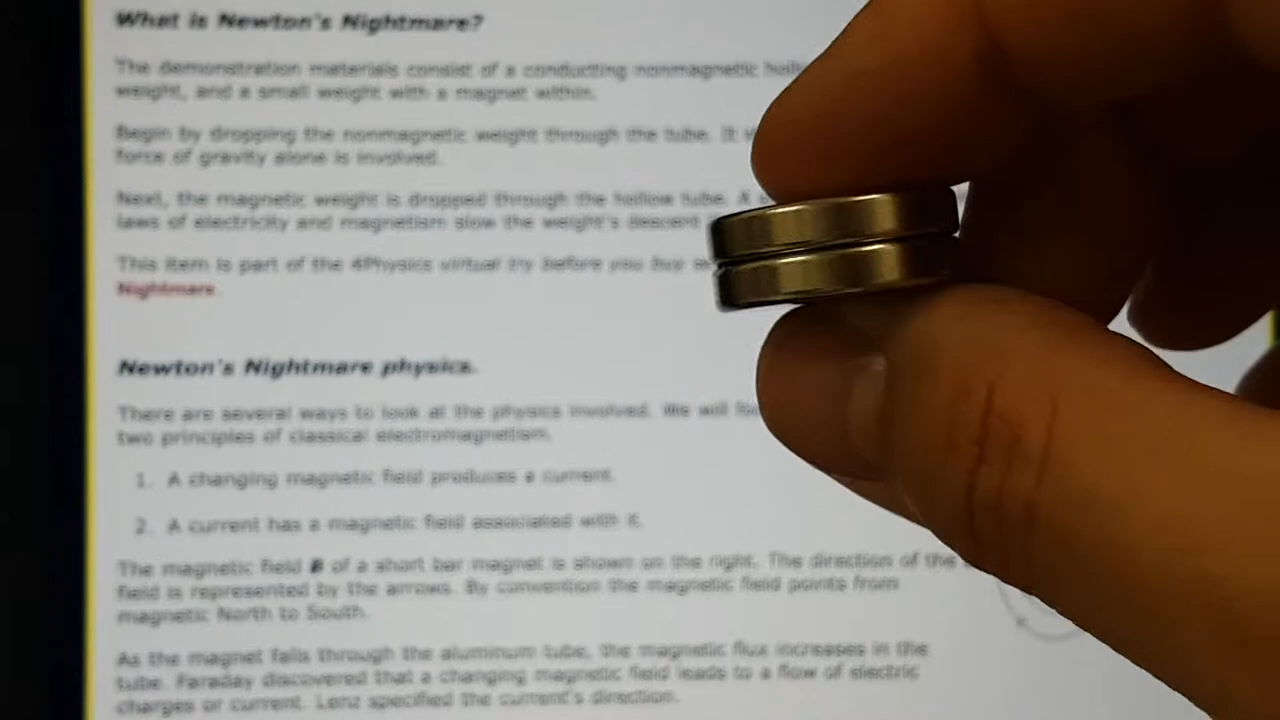 What is Newton's Nightmare?
The demonstration materials consist of a conducting nonmagnetic
weight, and a small weight with a magnet within.
Begin by dropping the nonmagnetic weight through the tube. It
force of gravity alone is involved.
Next, the magnetic weight is dropped through the hollow tube. A
laws of electricity and magnetism slow the weight's descent
This item is part of the 4Physics virtual try before you buy
Nightmare.
Newton's Nightmare physics.
There are several ways to look at the physics involved. We will
two principles of classical electromagnetism.
1. A changing magnetic field produces a current.
2. A current has a magnetic field associated with it.
The magnetic field B of a short bar magnet is shown on the right. The direction of the
field is represented by the arrows. By convention the magnetic field points from
magnetic North to South.
As the magnet falls through the aluminum tube, the magnetic flux increases in the
tube. Faraday discovered that a changing magnetic field leads to a flow of electric
charges or current. Lenz specified the current's direction.